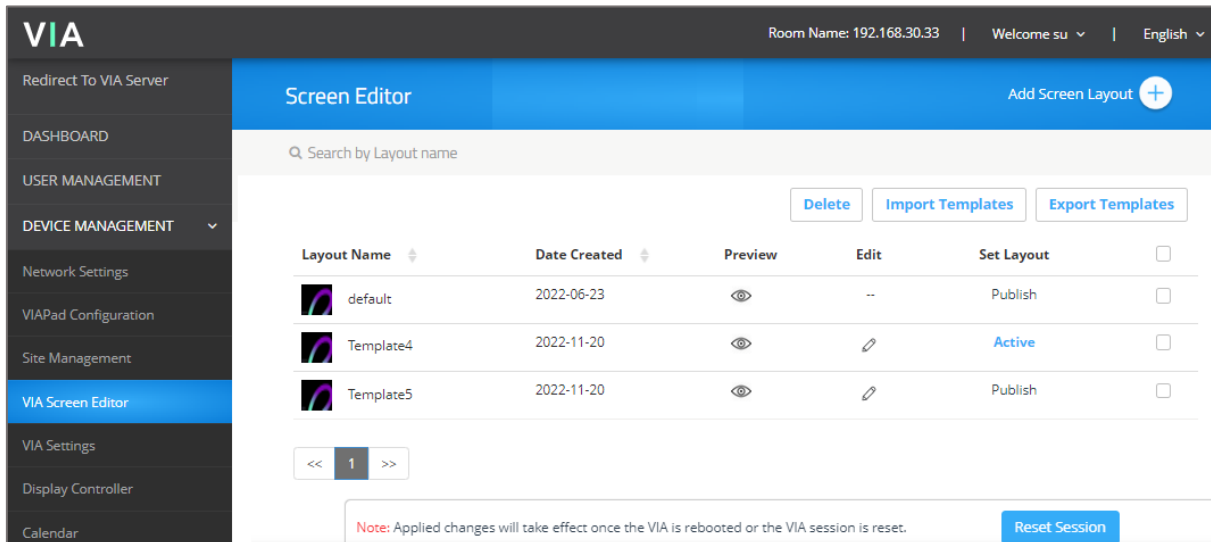 VIA
Room Name: 192.168.30.33 | Welcome su | English
Redirect To VIA Server
DASHBOARD
USER MANAGEMENT
DEVICE MANAGEMENT
Network Settings
VIAPad Configuration
Site Management
VIA Screen Editor
VIA Settings
Display Controller
Calendar
Screen Editor
Add Screen Layout
Search by Layout name
Delete Import Templates Export Templates
Layout Name Date Created Preview Edit Set Layout
default 2022-06-23 -- Publish
Template4 2022-11-20 Active
Template5 2022-11-20 Publish
<< 1 >>
Note: Applied changes will take effect once the VIA is rebooted or the VIA session is reset. Reset Session